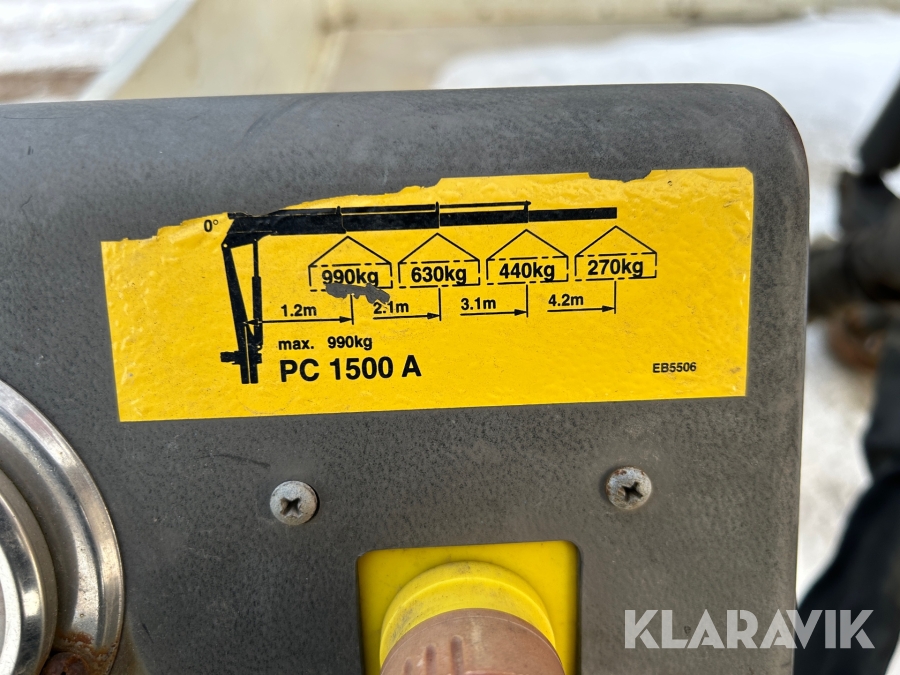 0°
990kg 630kg 440kg 270kg
1.2m 2.1m 3.1m 4.2m
max. 990kg
PC 1500 A
EB5506
KLARAVIK